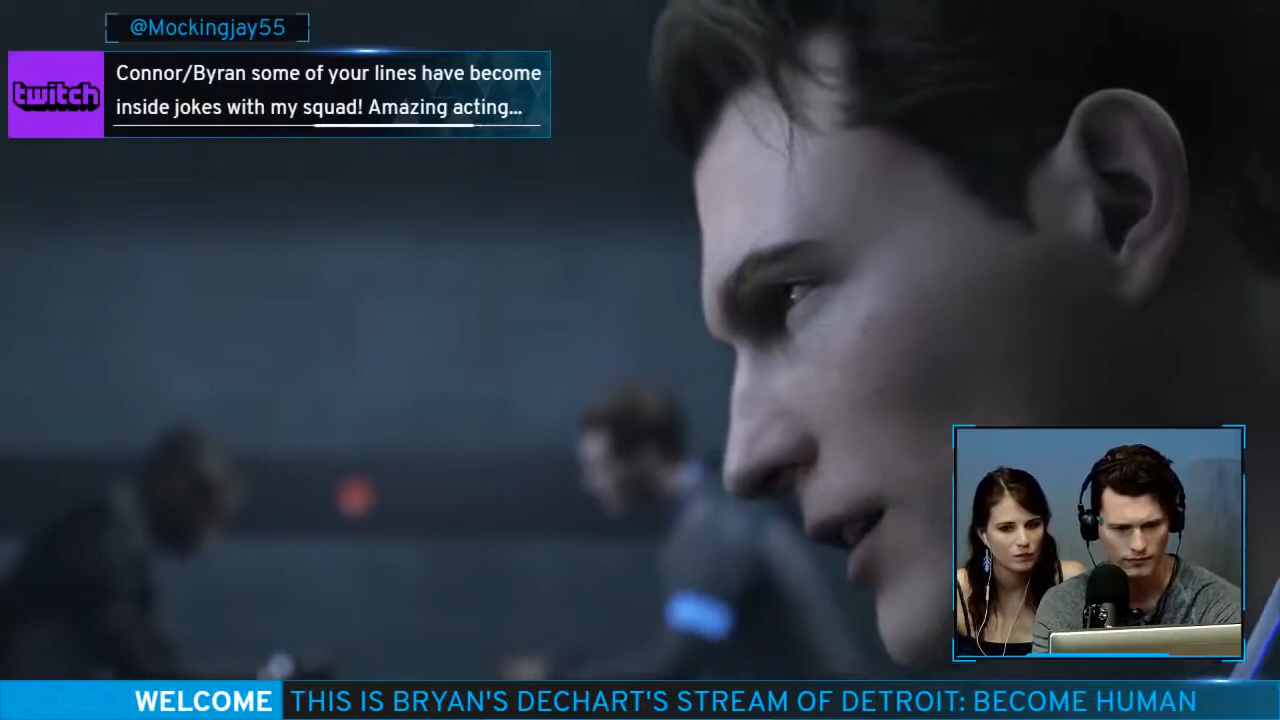 @Mockingjay55
twitch
Connor/Byran some of your lines have become
inside jokes with my squad! Amazing acting...
WELCOME
THIS IS BRYAN'S DECHART'S STREAM OF DETROIT: BECOME HUMAN